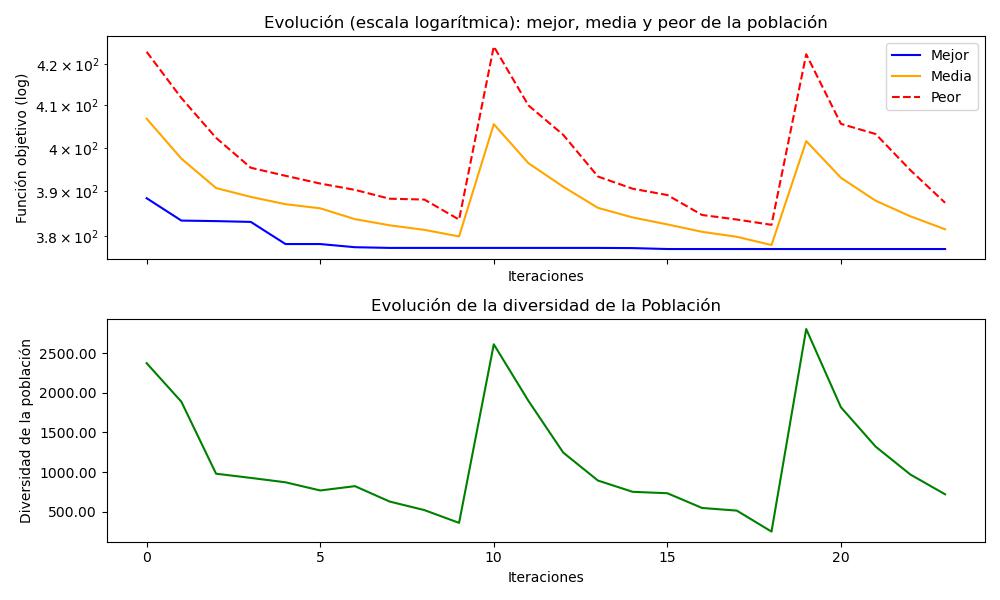 Evolución (escala logarítmica): mejor, media y peor de la población
Función objetivo (log)
4.2 × 10²
4.1 × 10²
4 × 10²
3.9 × 10²
3.8 × 10²
Mejor
Media
Peor
Iteraciones
Evolución de la diversidad de la Población
Diversidad de la población
2500.00
2000.00
1500.00
1000.00
500.00
0 5 10 15 20
Iteraciones